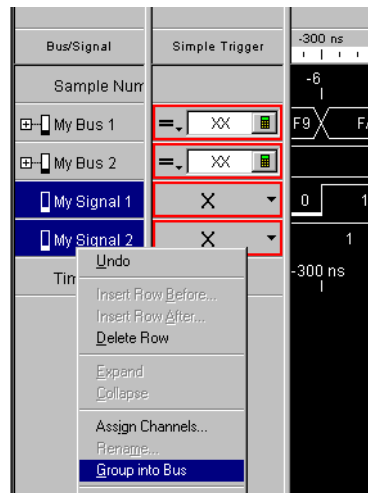 Bus/Signal Simple Trigger -300 ns
Sample Num -6
My Bus 1 = XX F9
My Bus 2 = XX
My Signal 1 X 0 1
My Signal 2 X 1
Undo
-300 ns
Insert Row Before...
Insert Row After...
Delete Row
Expand
Collapse
Assign Channels...
Rename...
Group into Bus